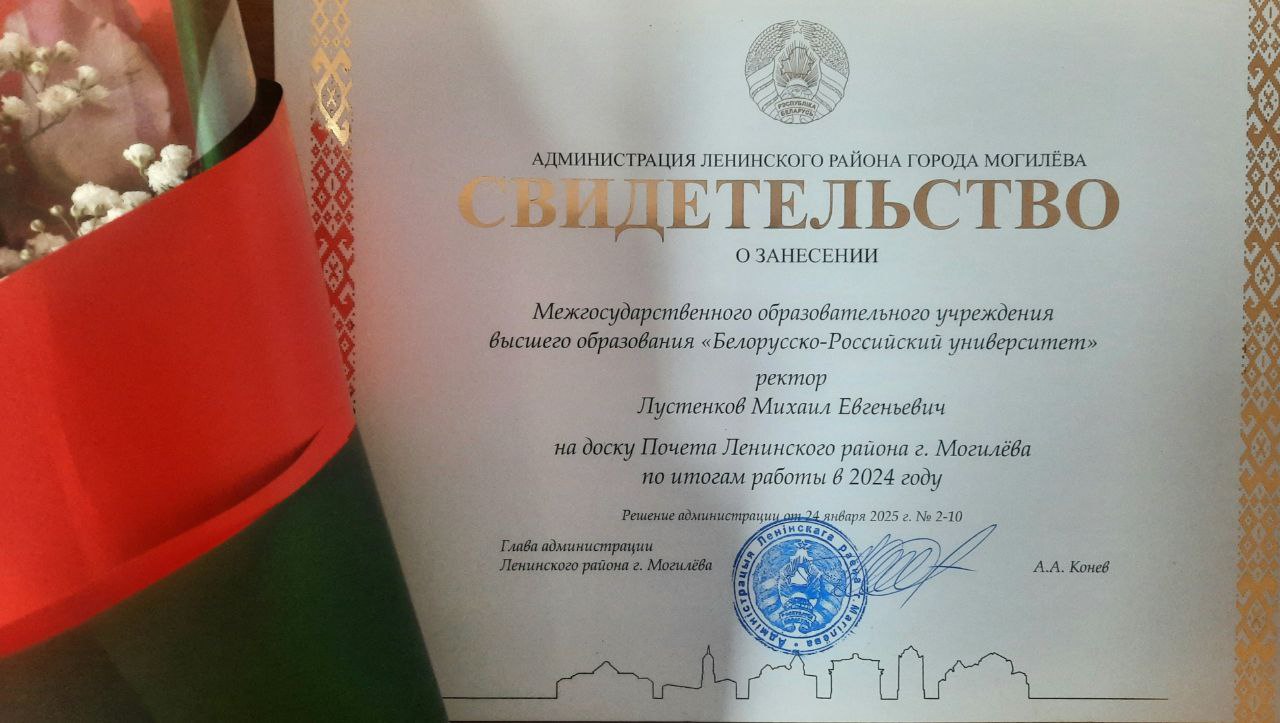 РЭСПУБЛІКА
БЕЛАРУСЬ
АДМИНИСТРАЦИЯ ЛЕНИНСКОГО РАЙОНА ГОРОДА МОГИЛЁВА
СВИДЕТЕЛЬСТВО
О ЗАНЕСЕНИИ
Межгосударственного образовательного учреждения
высшего образования «Белорусско-Российский университет»
ректор
Лустенков Михаил Евгеньевич
на доску Почета Ленинского района г. Могилёва
по итогам работы в 2024 году
Решение администрации от 24 января 2025 г. № 2-10
Глава администрации
Ленинского района г. Могилёва
А.А. Конев
Адміністрацыя Ленінскага раёна г. Магілёва